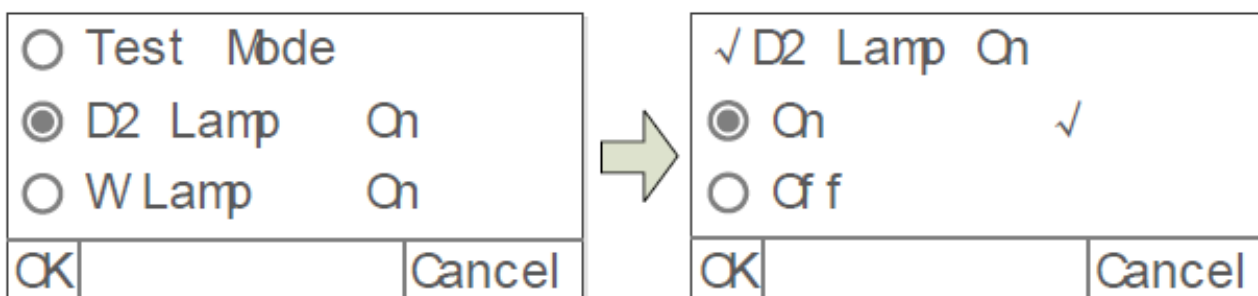 Test Mode
D2 Lamp On
W Lamp On
OK Cancel
√ D2 Lamp On
On √
Off
OK Cancel